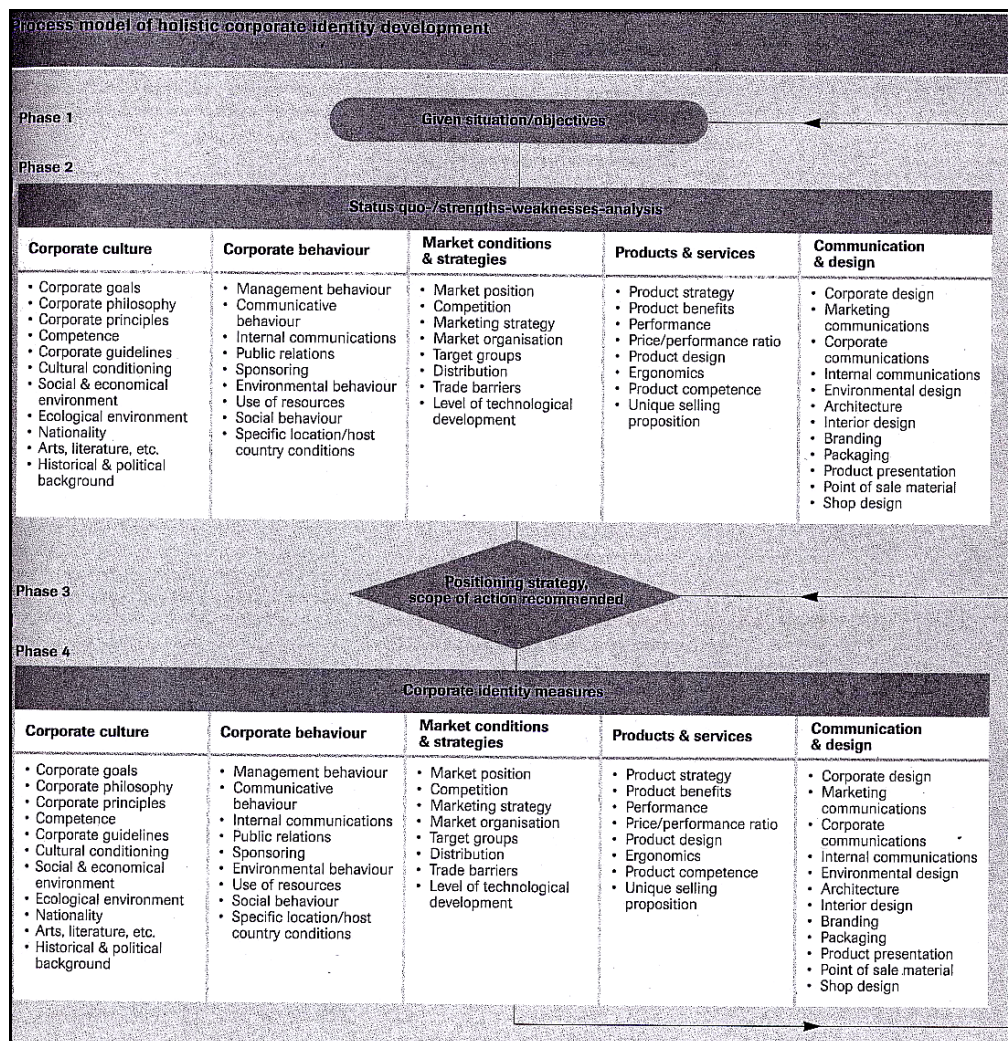 Process model of holistic corporate identity development
Phase 1
Given situation/objectives
Phase 2
Status quo-/strengths-weaknesses-analysis
Corporate culture
• Corporate goals
• Corporate philosophy
• Corporate principles
• Competence
• Corporate guidelines
• Cultural conditioning
• Social & economical
environment
• Ecological environment
• Nationality
• Arts, literature, etc.
• Historical & political
background
Corporate behaviour
• Management behaviour
• Communicative
behaviour
• Internal communications
• Public relations
• Sponsoring
• Environmental behaviour
• Use of resources
• Social behaviour
• Specific location/host
country conditions
Market conditions
& strategies
• Market position
• Competition
• Marketing strategy
• Market organisation
• Target groups
• Distribution
• Trade barriers
• Level of technological
development
Products & services
• Product strategy
• Product benefits
• Performance
• Price/performance ratio
• Product design
• Ergonomics
• Product competence
• Unique selling
proposition
Communication
& design
• Corporate design
• Marketing
communications
• Corporate
communications
• Internal communications
• Environmental design
• Architecture
• Interior design
• Branding
• Packaging
• Product presentation
• Point of sale material
• Shop design
Phase 3
Positioning strategy,
scope of action recommended
Phase 4
Corporate identity measures
Corporate culture
• Corporate goals
• Corporate philosophy
• Corporate principles
• Competence
• Corporate guidelines
• Cultural conditioning
• Social & economical
environment
• Ecological environment
• Nationality
• Arts, literature, etc.
• Historical & political
background
Corporate behaviour
• Management behaviour
• Communicative
behaviour
• Internal communications
• Public relations
• Sponsoring
• Environmental behaviour
• Use of resources
• Social behaviour
• Specific location/host
country conditions
Market conditions
& strategies
• Market position
• Competition
• Marketing strategy
• Market organisation
• Target groups
• Distribution
• Trade barriers
• Level of technological
development
Products & services
• Product strategy
• Product benefits
• Performance
• Price/performance ratio
• Product design
• Ergonomics
• Product competence
• Unique selling
proposition
Communication
& design
• Corporate design
• Marketing
communications
• Corporate
communications
• Internal communications
• Environmental design
• Architecture
• Interior design
• Branding
• Packaging
• Product presentation
• Point of sale material
• Shop design